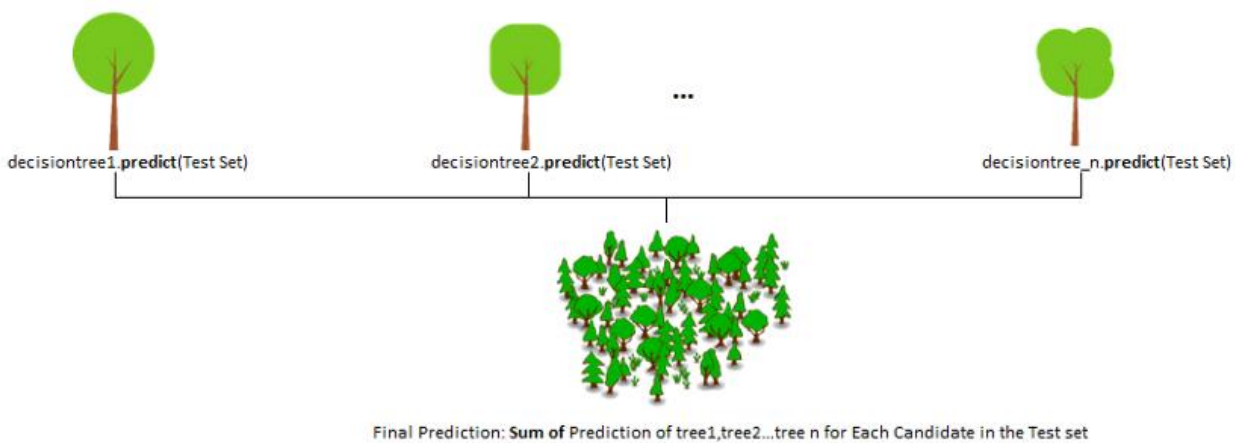 ...
decisiontree1.predict(Test Set)
decisiontree2.predict(Test Set)
decisiontree_n.predict(Test Set)
Final Prediction: Sum of Prediction of tree1,tree2...tree n for Each Candidate in the Test set